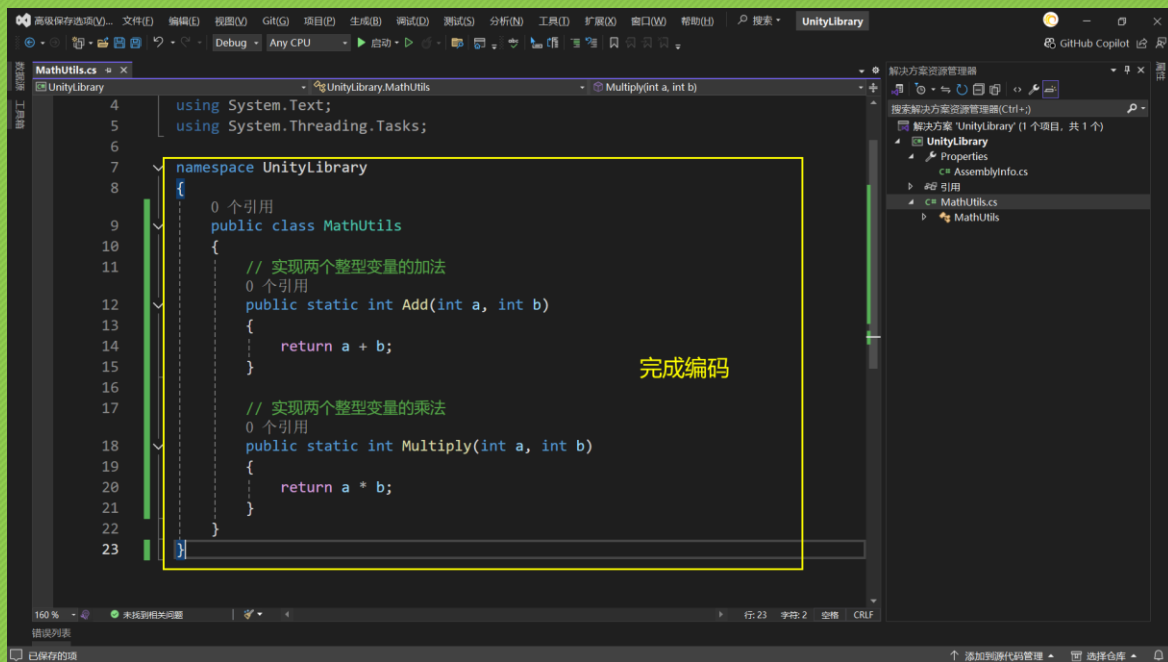 高级保存选项(V)... 文件(F) 编辑(E) 视图(V) Git(G) 项目(P) 生成(B) 调试(D) 测试(S) 分析(N) 工具(T) 扩展(X) 窗口(W) 帮助(H) 搜索 UnityLibrary
Debug Any CPU 启动 GitHub Copilot
数据源
工具箱
MathUtils.cs
UnityLibrary UnityLibrary.MathUtils Multiply(int a, int b)
4 using System.Text;
5 using System.Threading.Tasks;
6
7 namespace UnityLibrary
8 {
0 个引用
9 public class MathUtils
10 {
11 // 实现两个整型变量的加法
0 个引用
12 public static int Add(int a, int b)
13 {
14 return a + b;
15 }
16
17 // 实现两个整型变量的乘法
0 个引用
18 public static int Multiply(int a, int b)
19 {
20 return a * b;
21 }
22 }
23 }
完成编码
160 % 未找到相关问题 行: 23 字符: 2 空格 CRLF
错误列表
已保存的项 添加到源代码管理 选择仓库
解决方案资源管理器
搜索解决方案资源管理器(Ctrl+;)
解决方案 'UnityLibrary' (1 个项目，共 1 个)
UnityLibrary
Properties
C# AssemblyInfo.cs
引用
C# MathUtils.cs
MathUtils
属性